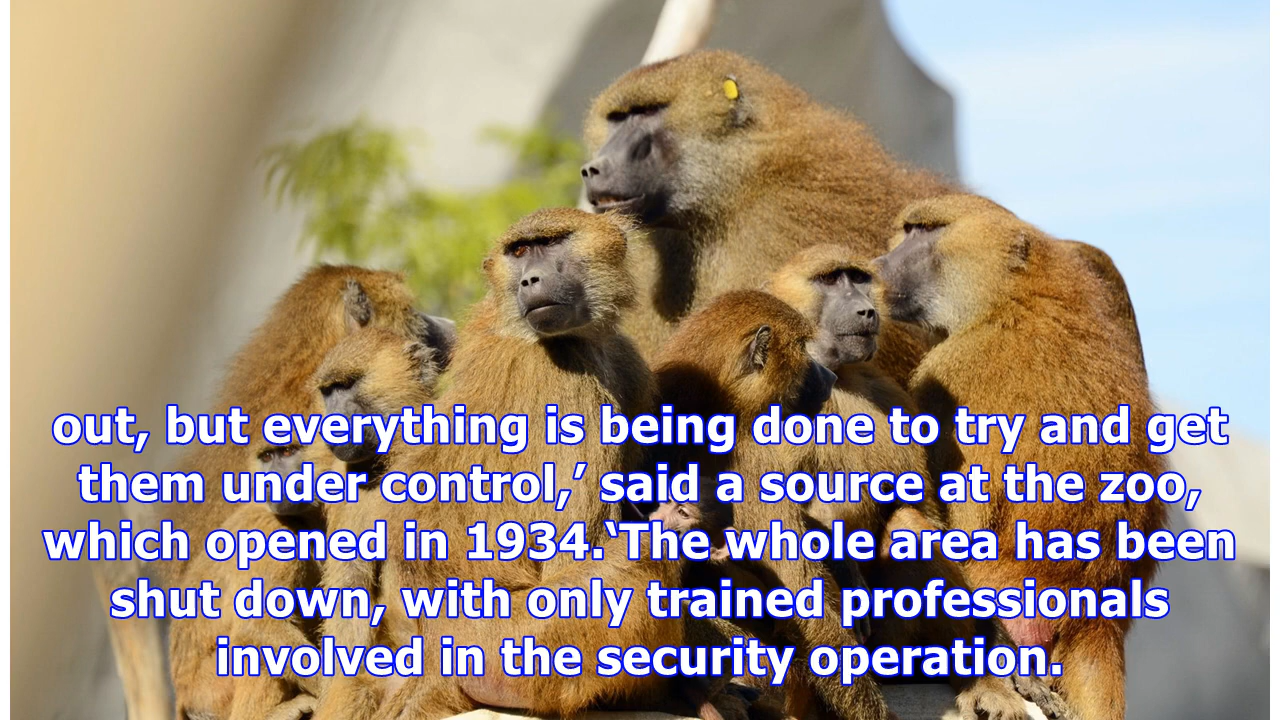 out, but everything is being done to try and get
them under control,’ said a source at the zoo,
which opened in 1934.‘The whole area has been
shut down, with only trained professionals
involved in the security operation.